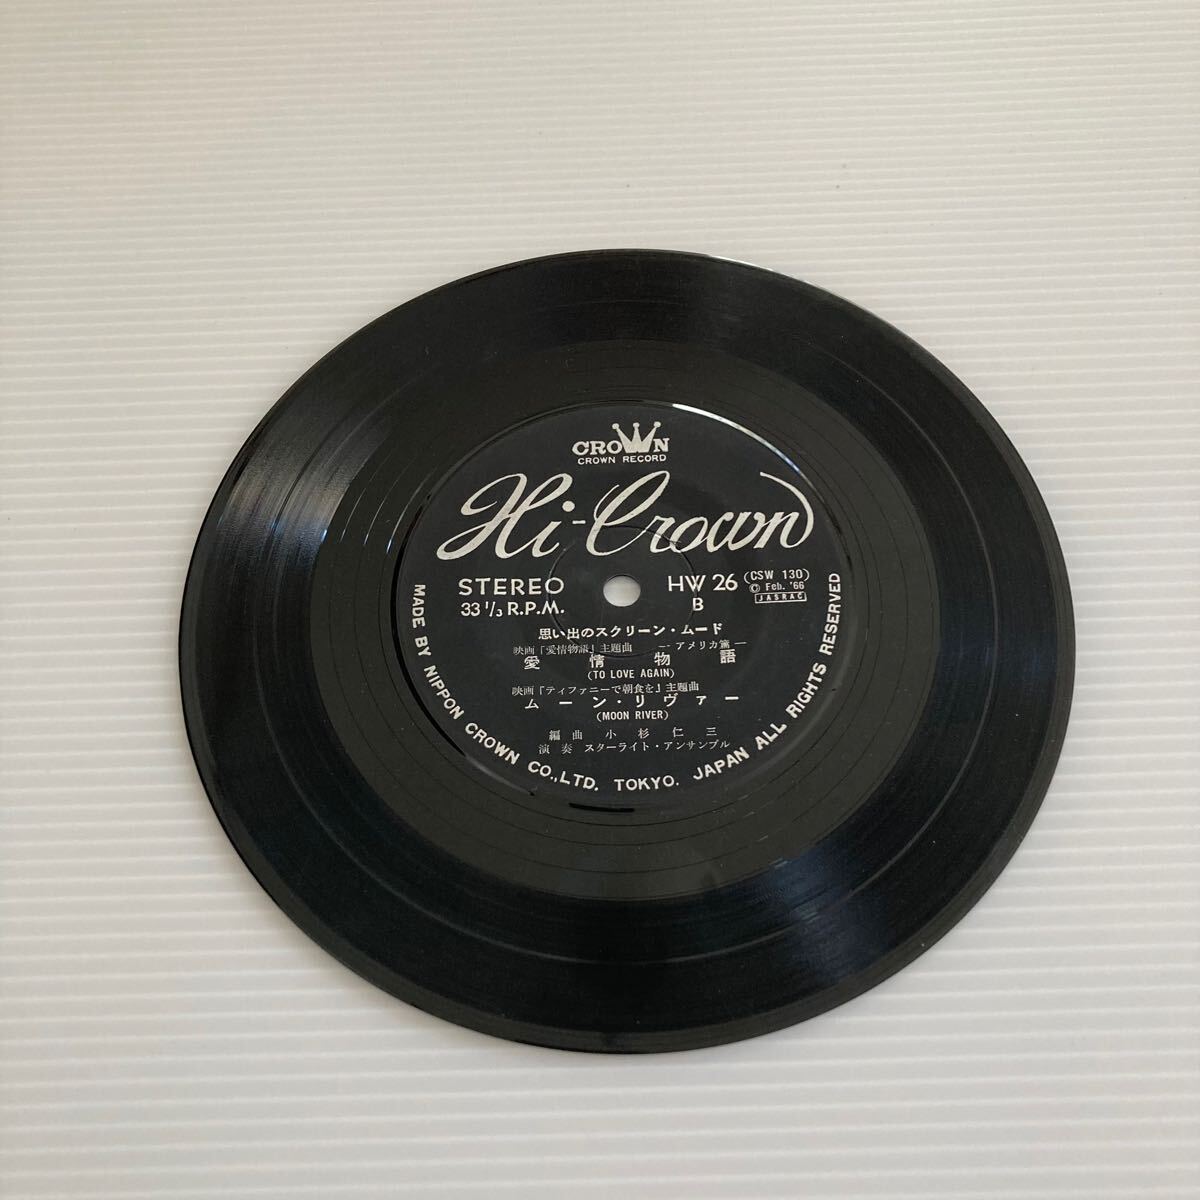 CROWN
CROWN RECORD
Hi-Crown
STEREO
33 1/3 R.P.M.
HW 26
B
(CSW 130)
© Feb. '66
JASRAC
思い出のスクリーン・ムード
—アメリカ篇—
映画『愛情物語』主題曲
愛情物語
(TO LOVE AGAIN)
映画『ティファニーで朝食を』主題曲
ムーン・リヴァー
(MOON RIVER)
編曲 小杉仁三
演奏 スターライト・アンサンブル
MADE BY NIPPON CROWN CO.,LTD. TOKYO. JAPAN ALL RIGHTS RESERVED